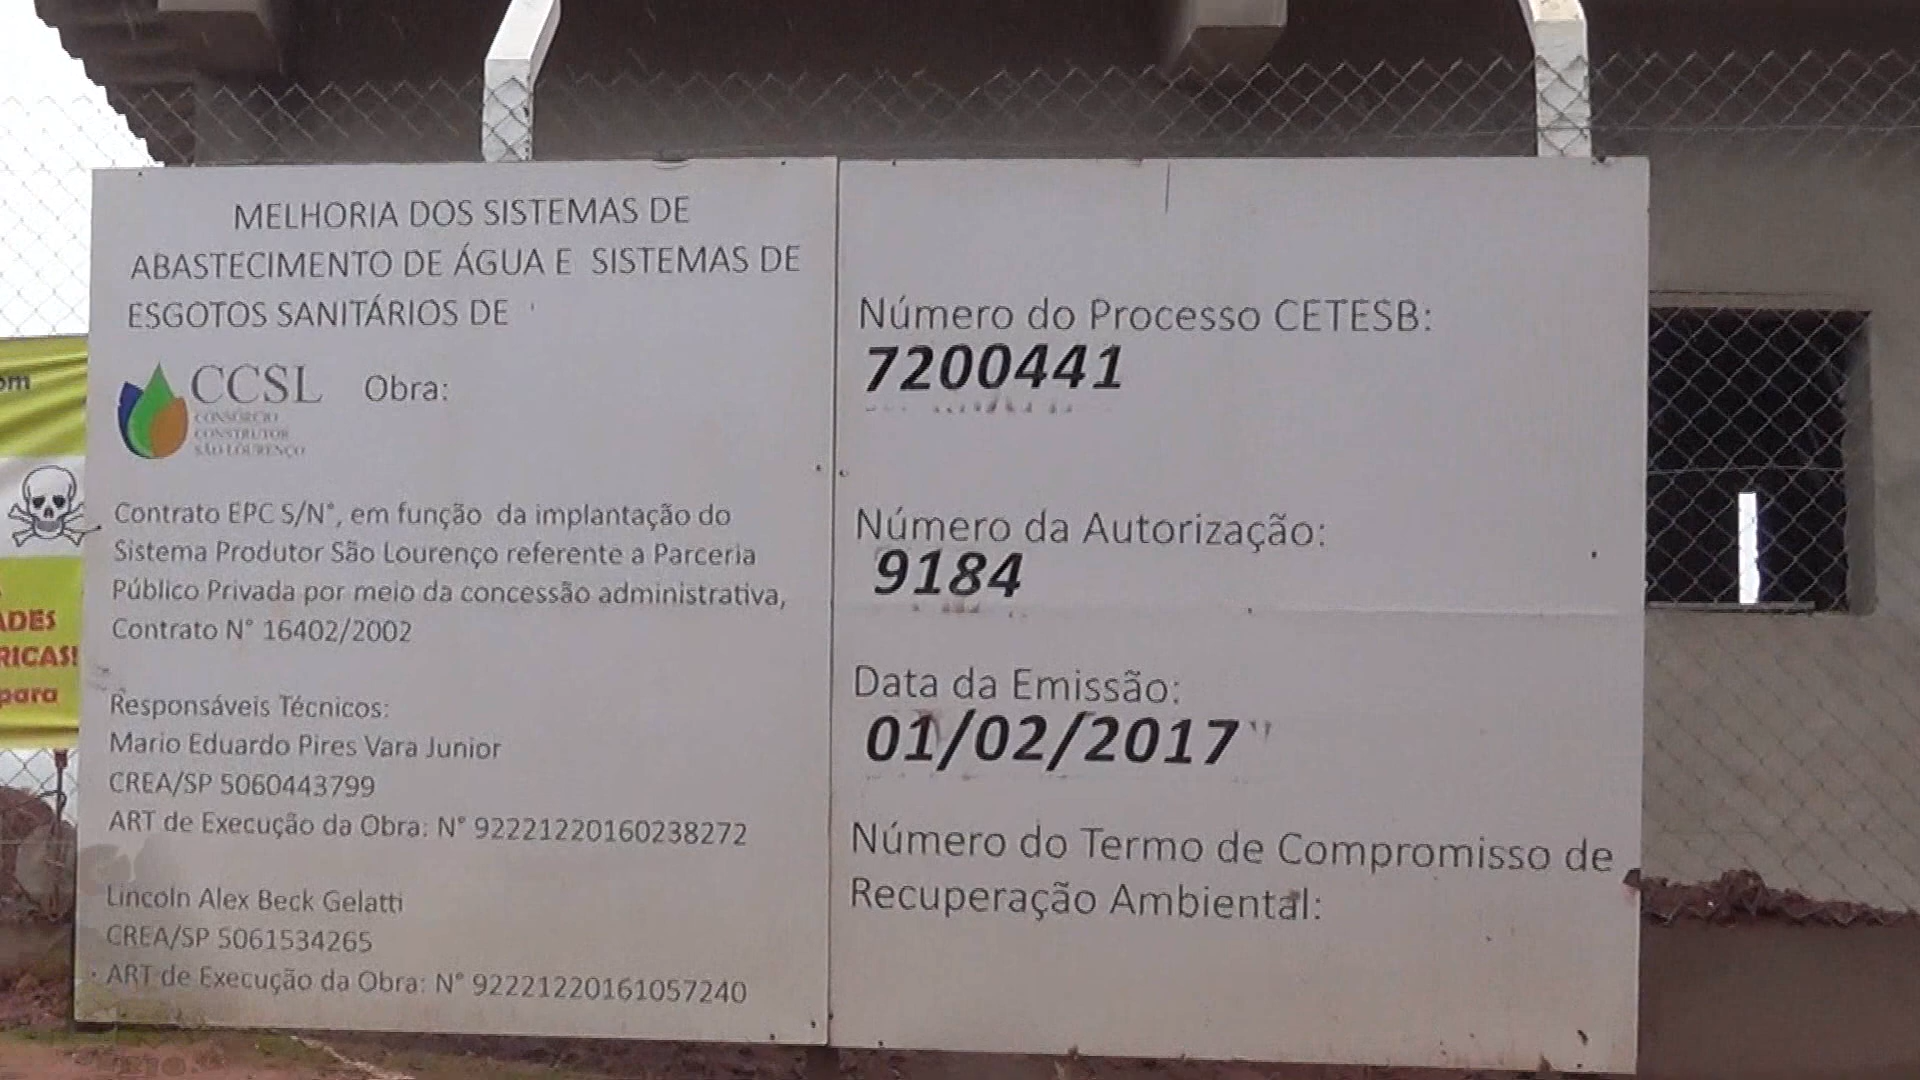 MELHORIA DOS SISTEMAS DE
ABASTECIMENTO DE ÁGUA E SISTEMAS DE
ESGOTOS SANITÁRIOS DE
CCSL
CONSÓRCIO
CONSTRUTOR
SÃO LOURENÇO
Obra:
Contrato EPC S/N°, em função da implantação do
Sistema Produtor São Lourenço referente a Parceria
Público Privada por meio da concessão administrativa,
Contrato N° 16402/2002
Responsáveis Técnicos:
Mario Eduardo Pires Vara Junior
CREA/SP 5060443799
ART de Execução da Obra: N° 92221220160238272
Lincoln Alex Beck Gelatti
CREA/SP 5061534265
ART de Execução da Obra: N° 92221220161057240
Número do Processo CETESB:
7200441
Número da Autorização:
9184
Data da Emissão:
01/02/2017
Número do Termo de Compromisso de
Recuperação Ambiental:
om
ADES
RICAS!
para